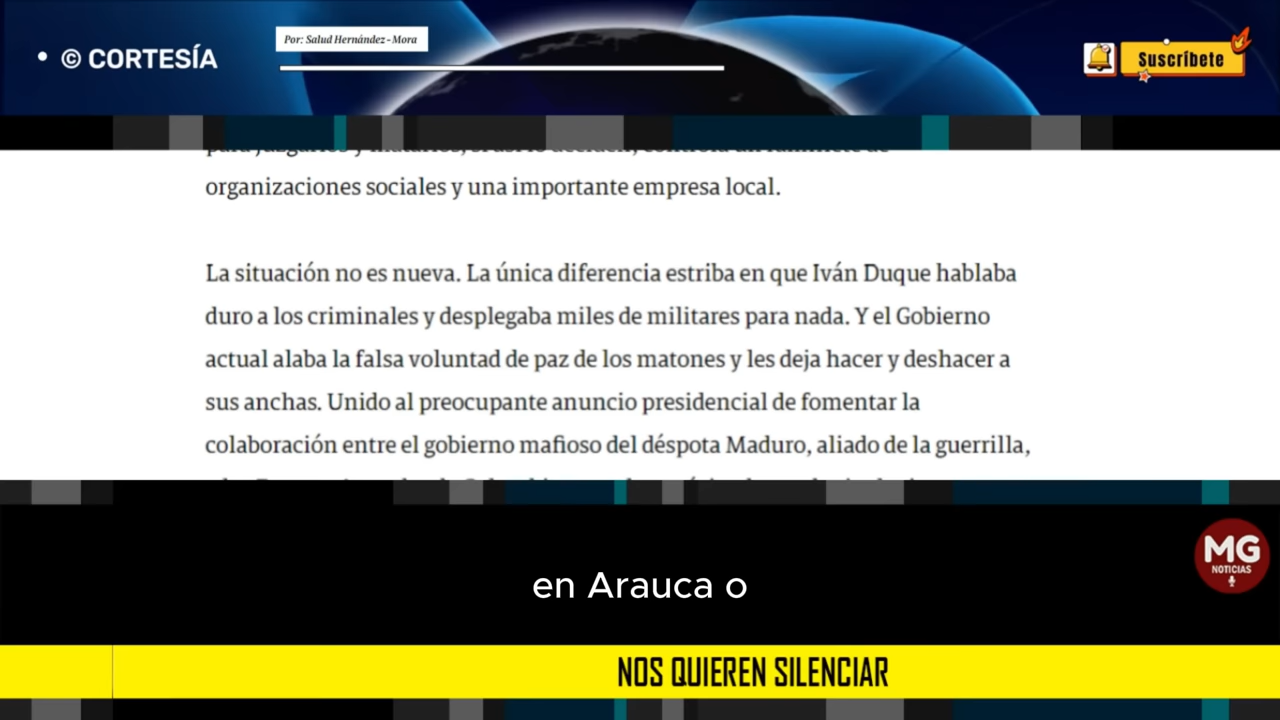 • © CORTESÍA
Por: Salud Hernández-Mora
Suscríbete
organizaciones sociales y una importante empresa local.
La situación no es nueva. La única diferencia estriba en que Iván Duque hablaba
duro a los criminales y desplegaba miles de militares para nada. Y el Gobierno
actual alaba la falsa voluntad de paz de los matones y les deja hacer y deshacer a
sus anchas. Unido al preocupante anuncio presidencial de fomentar la
colaboración entre el gobierno mafioso del déspota Maduro, aliado de la guerrilla,
MG
NOTICIAS
en Arauca o
NOS QUIEREN SILENCIAR